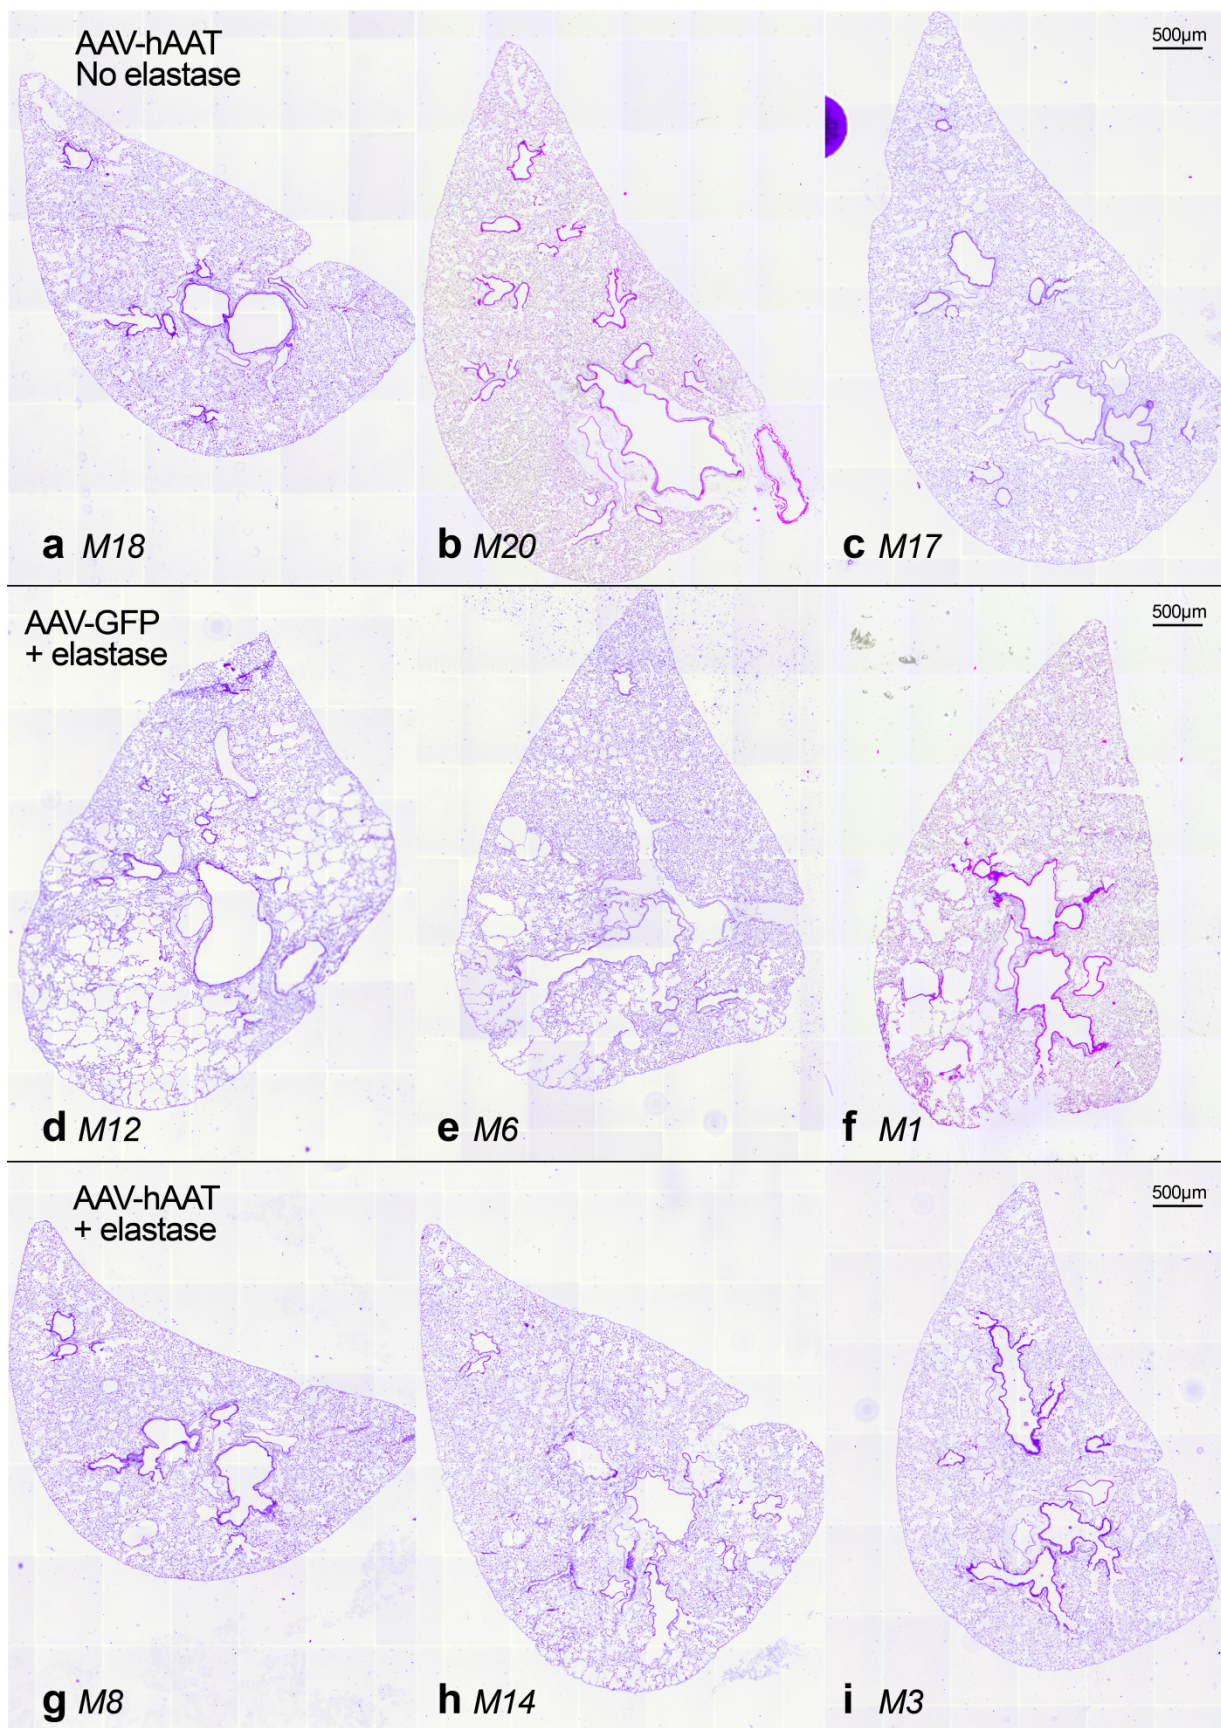 AAV-hAAT
No elastase
500µm
a M18
b M20
c M17
AAV-GFP
+ elastase
500µm
d M12
e M6
f M1
AAV-hAAT
+ elastase
500µm
g M8
h M14
i M3